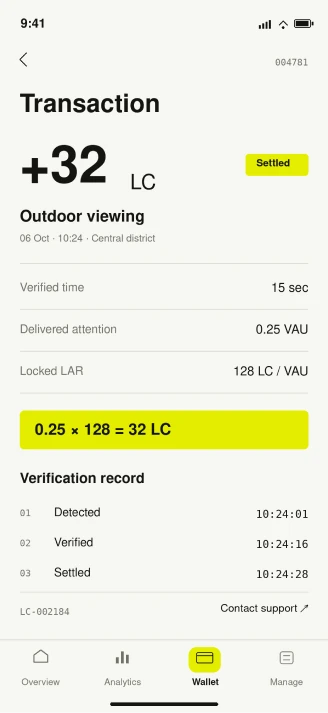 9:41
004781
Transaction
+32 LC
Settled
Outdoor viewing
06 Oct · 10:24 · Central district
Verified time 15 sec
Delivered attention 0.25 VAU
Locked LAR 128 LC / VAU
0.25 × 128 = 32 LC
Verification record
01 Detected 10:24:01
02 Verified 10:24:16
03 Settled 10:24:28
LC-002184 Contact support ↗
Overview Analytics Wallet Manage